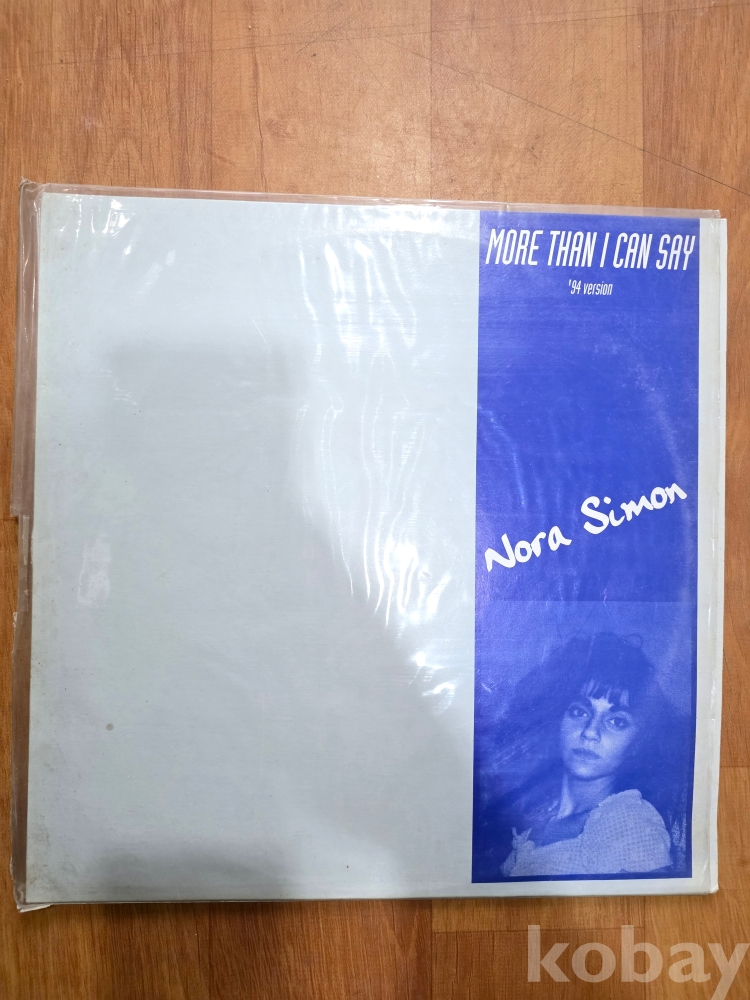 MORE THAN I CAN SAY
'94 version
Nora Simon
kobay